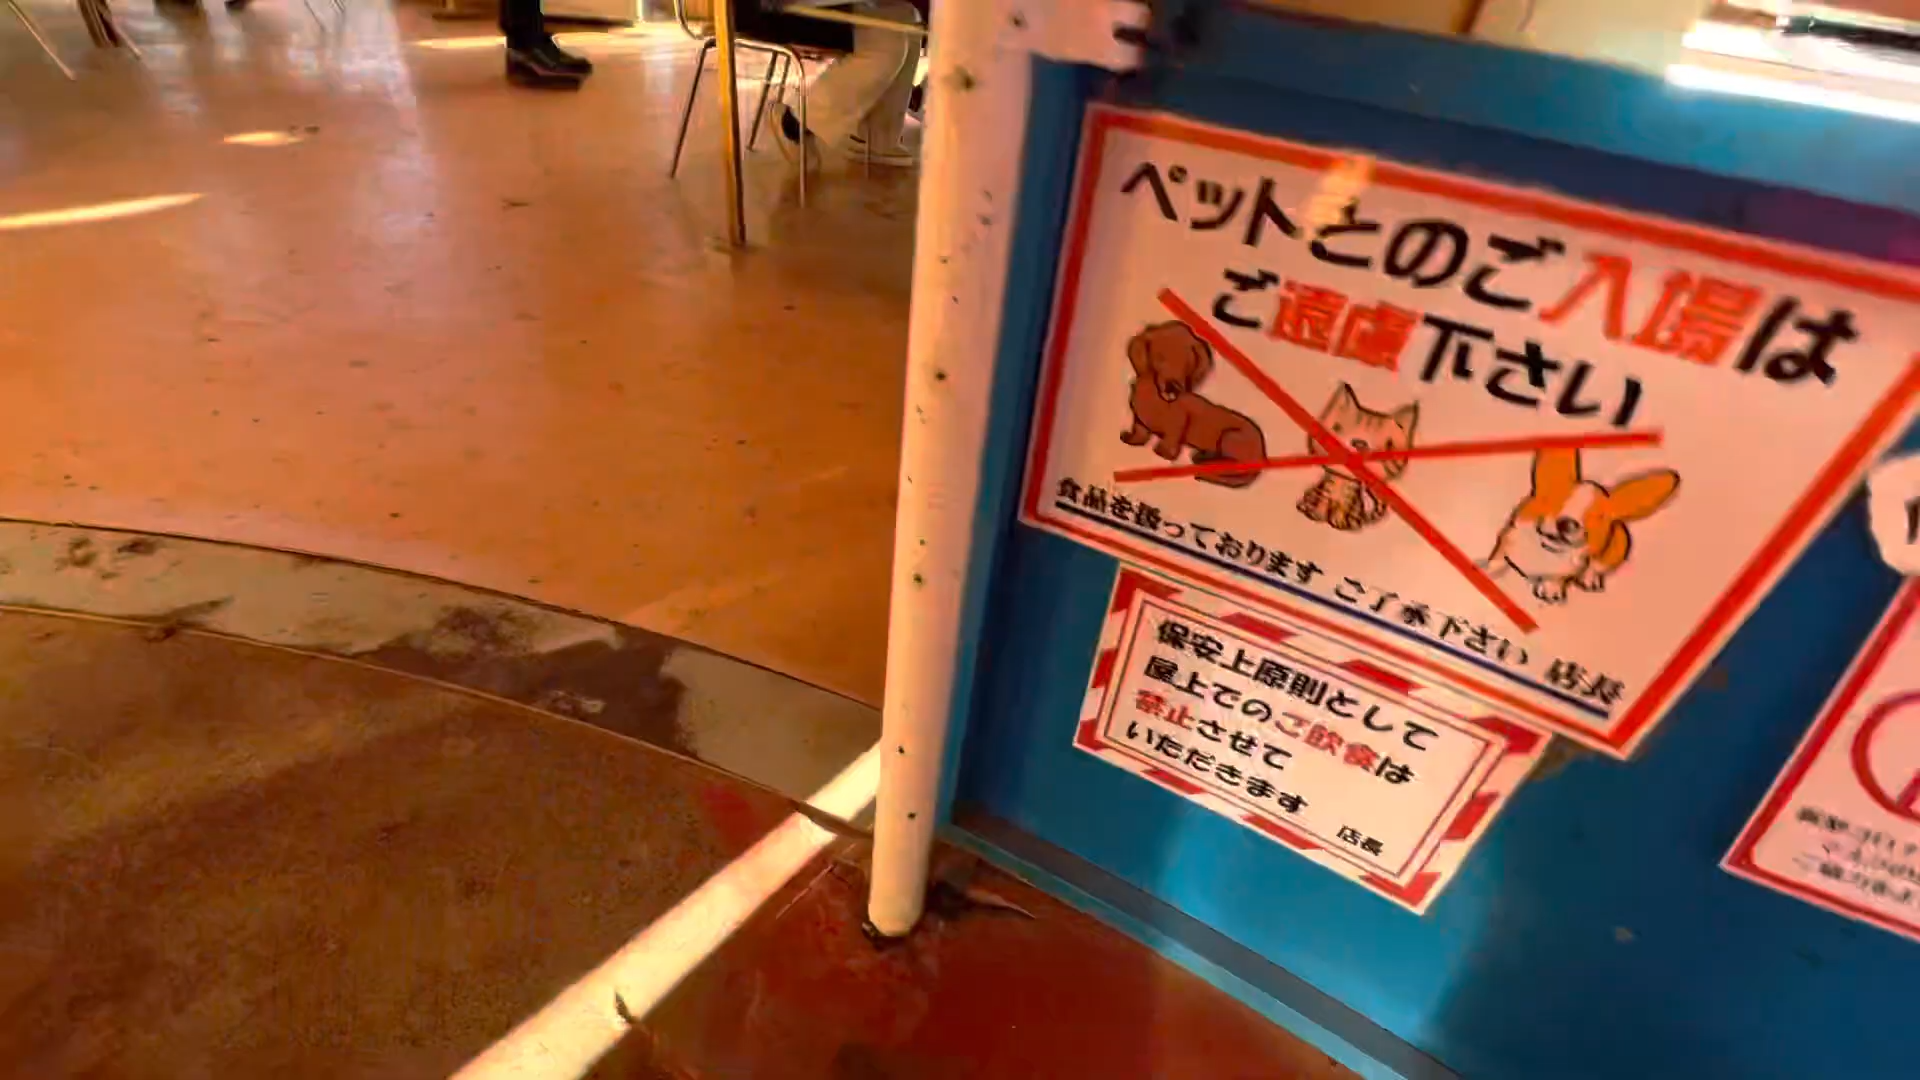 ペットとのご入場は
ご遠慮下さい
食品を扱っております ご了承下さい 店長
保安上原則として
屋上でのご飲食は
禁止させて
いただきます
店長